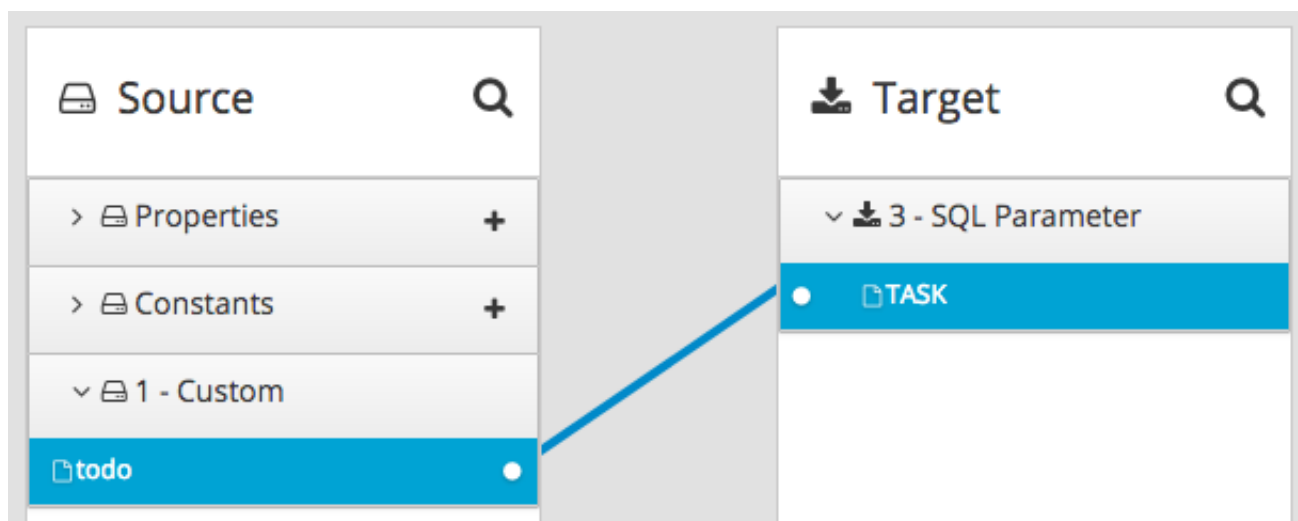 Source
Properties
Constants
1 - Custom
todo
Target
3 - SQL Parameter
TASK